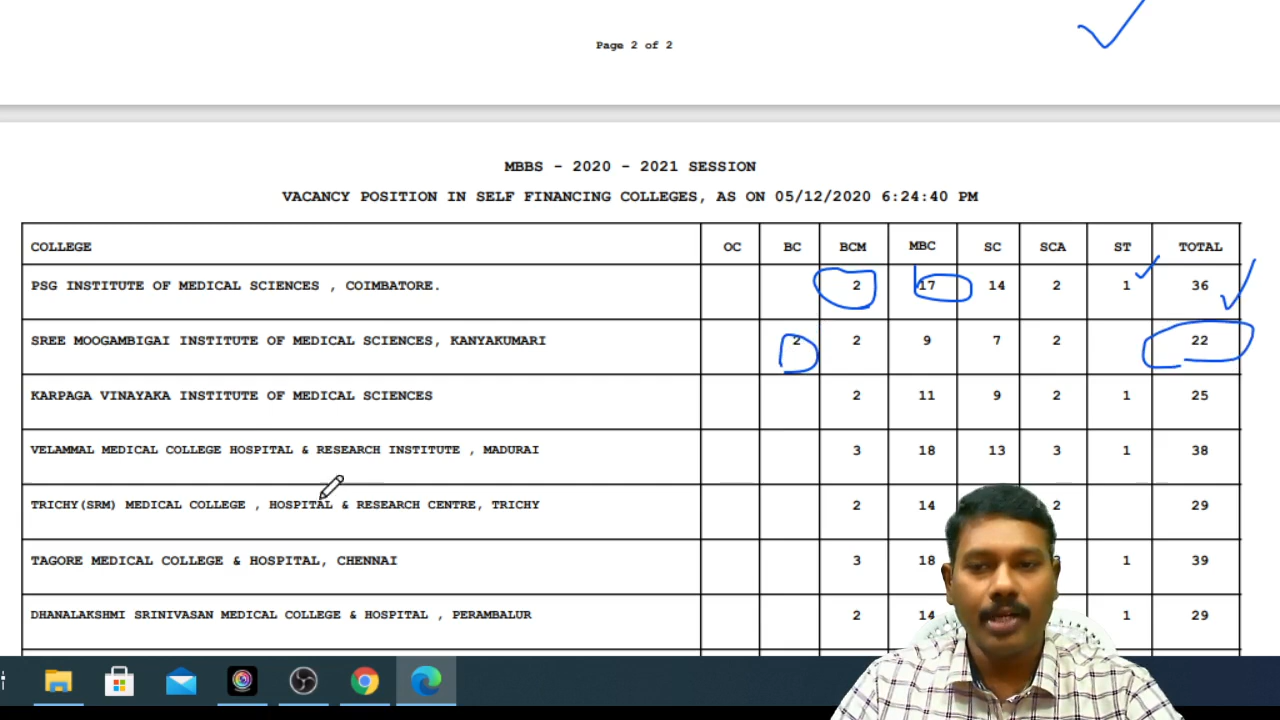 Page 2 of 2
MBBS - 2020 - 2021 SESSION
VACANCY POSITION IN SELF FINANCING COLLEGES, AS ON 05/12/2020 6:24:40 PM
COLLEGE OC BC BCM MBC SC SCA ST TOTAL
PSG INSTITUTE OF MEDICAL SCIENCES , COIMBATORE. 2 17 14 2 1 36
SREE MOOGAMBIGAI INSTITUTE OF MEDICAL SCIENCES, KANYAKUMARI 2 2 9 7 2 22
KARPAGA VINAYAKA INSTITUTE OF MEDICAL SCIENCES 2 11 9 2 1 25
VELAMMAL MEDICAL COLLEGE HOSPITAL & RESEARCH INSTITUTE , MADURAI 3 18 13 3 1 38
TRICHY(SRM) MEDICAL COLLEGE , HOSPITAL & RESEARCH CENTRE, TRICHY 2 14 2 29
TAGORE MEDICAL COLLEGE & HOSPITAL, CHENNAI 3 18 1 39
DHANALAKSHMI SRINIVASAN MEDICAL COLLEGE & HOSPITAL , PERAMBALUR 2 14 1 29